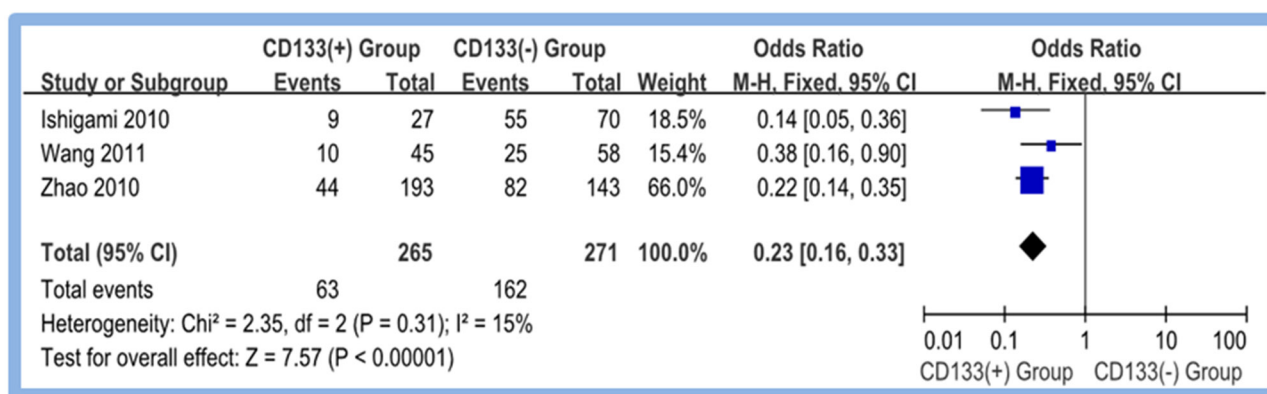 CD133(+) Group CD133(-) Group Odds Ratio Odds Ratio
Study or Subgroup Events Total Events Total Weight M-H, Fixed, 95% CI M-H, Fixed, 95% CI
Ishigami 2010 9 27 55 70 18.5% 0.14 [0.05, 0.36]
Wang 2011 10 45 25 58 15.4% 0.38 [0.16, 0.90]
Zhao 2010 44 193 82 143 66.0% 0.22 [0.14, 0.35]
Total (95% CI) 265 271 100.0% 0.23 [0.16, 0.33]
Total events 63 162
Heterogeneity: Chi² = 2.35, df = 2 (P = 0.31); I² = 15%
Test for overall effect: Z = 7.57 (P < 0.00001)
0.01 0.1 1 10 100
CD133(+) Group CD133(-) Group